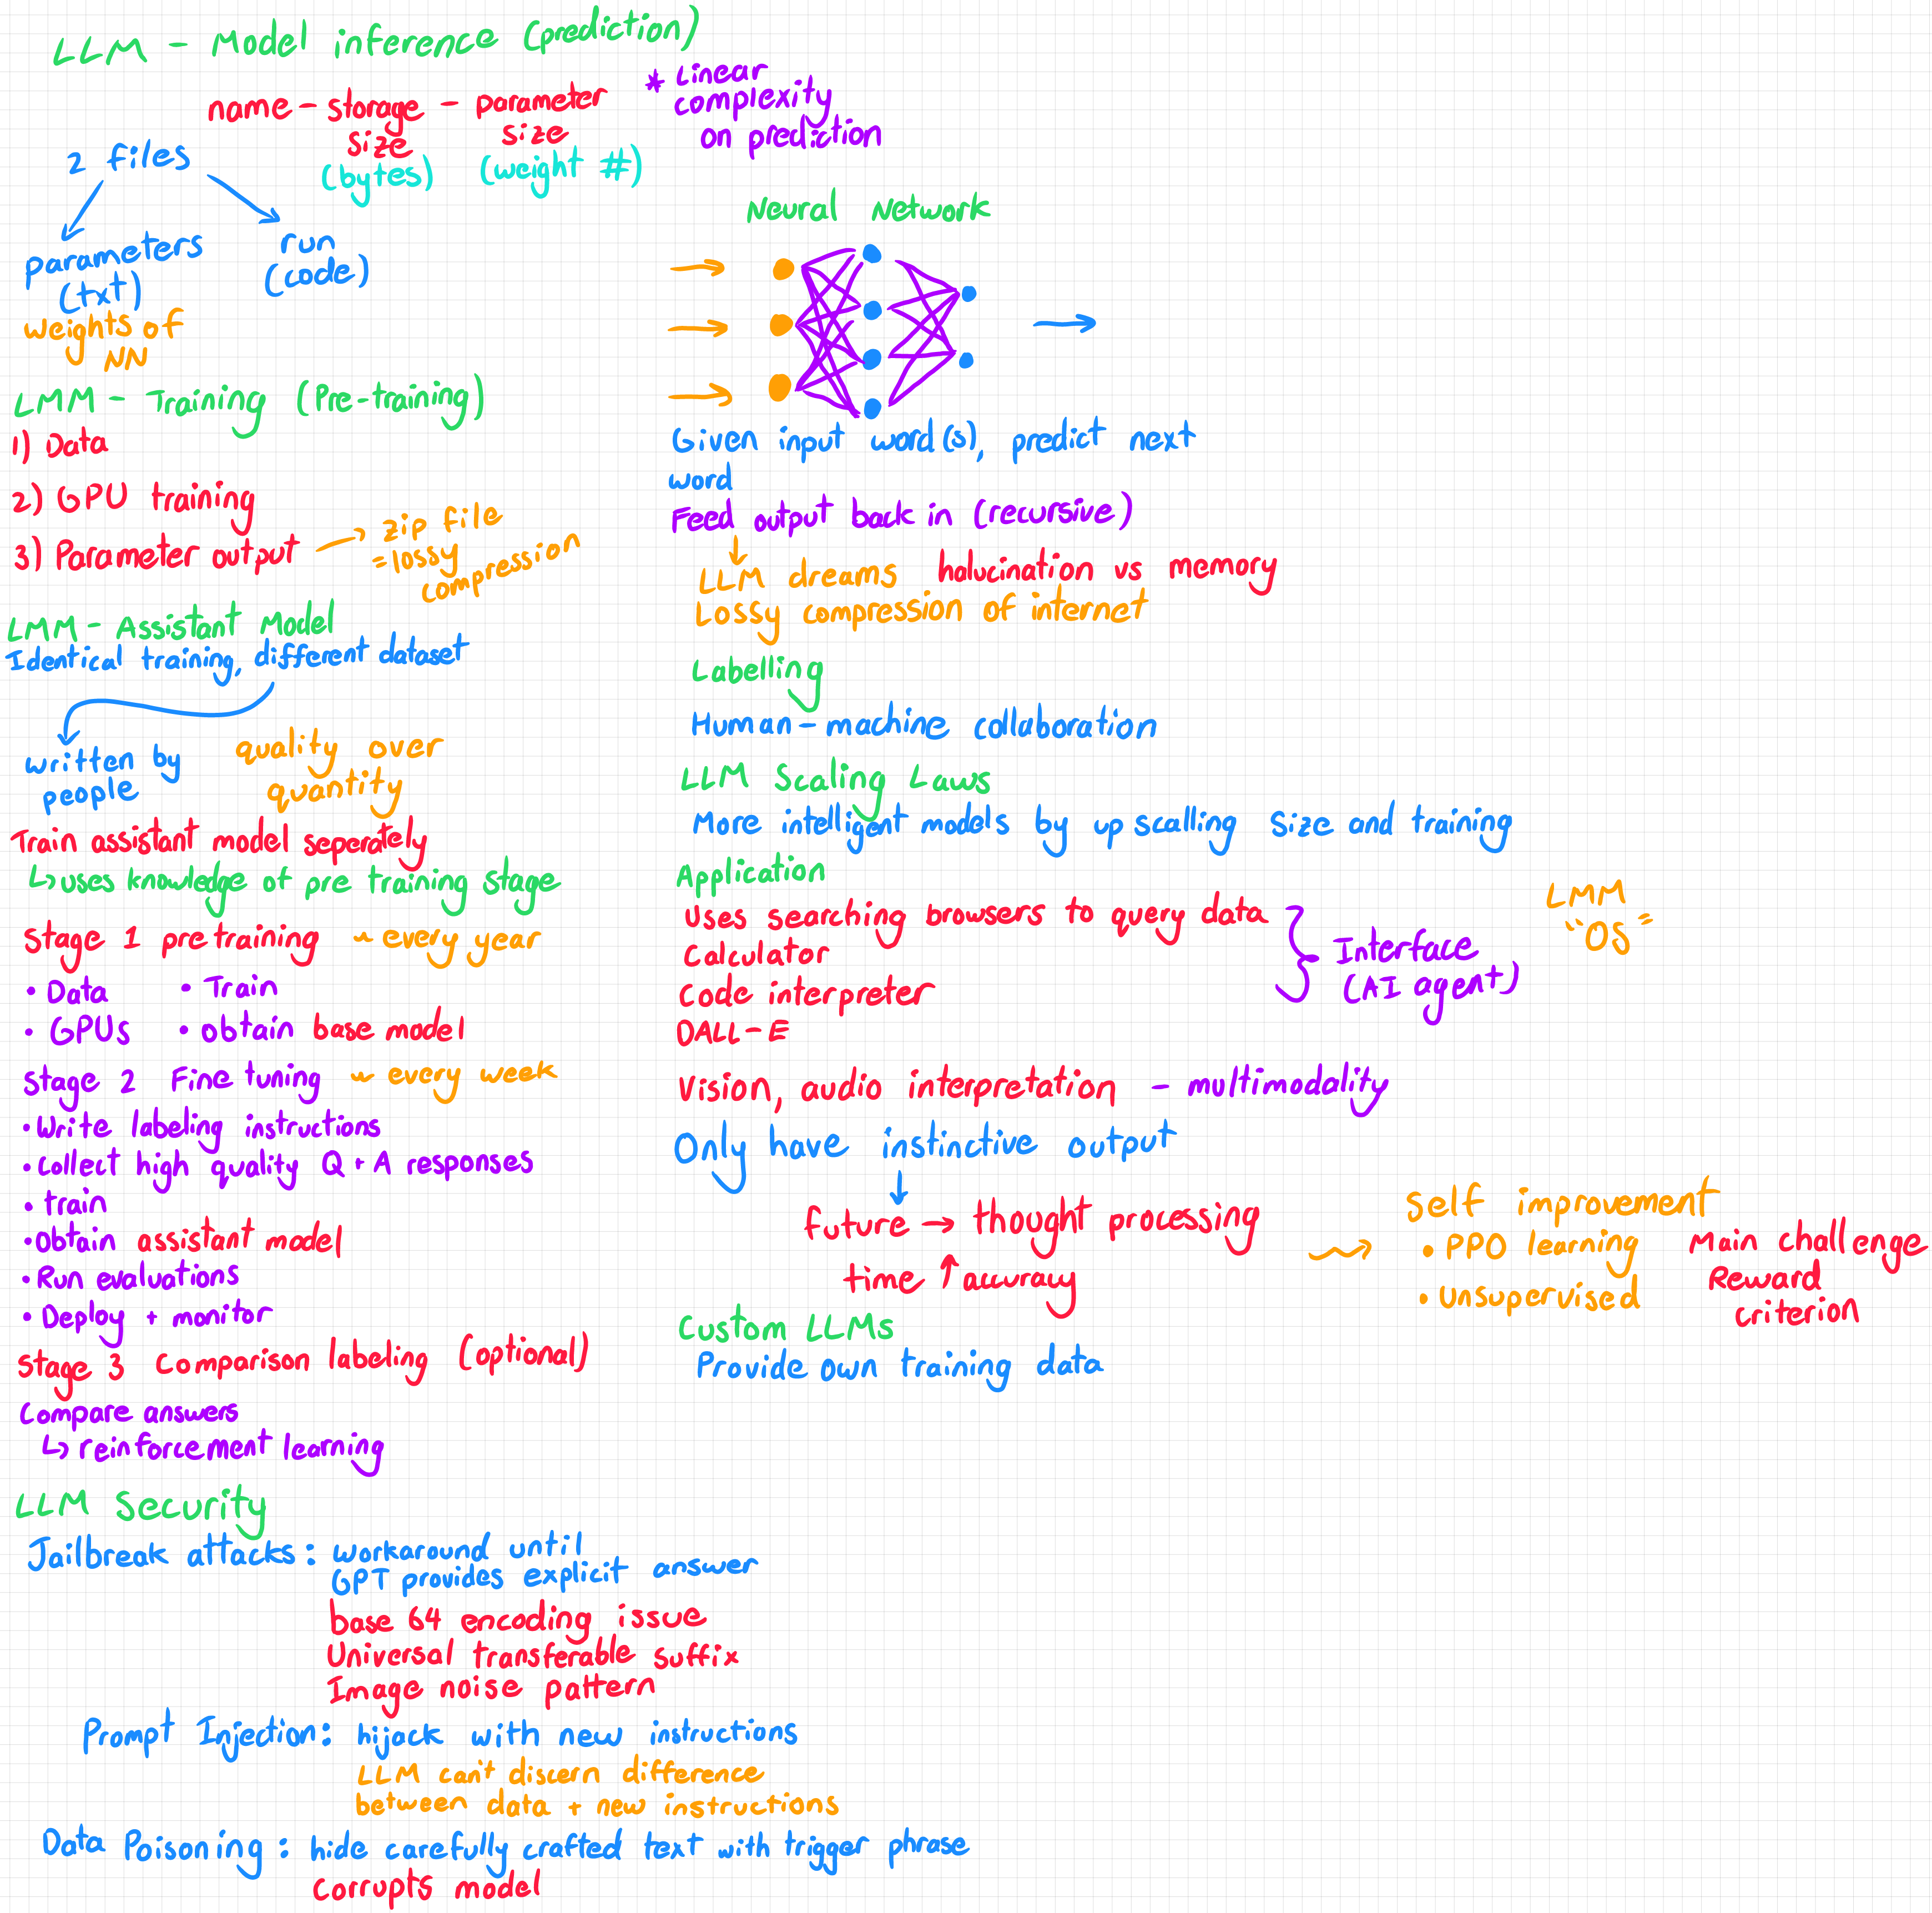 LLM - Model inference (prediction)
name - storage - parameter
size size
(bytes) (weight #)
* Linear
complexity
on prediction
2 files
parameters
(txt)
run
(code)
weights of
NN
Neural Network
LMM - Training (Pre-training)
1) Data
2) GPU training
3) Parameter output → zip file
= lossy
compression
LMM - Assistant Model
Identical training, different dataset
written by
people
quality over
quantity
Train assistant model seperately
↳ uses knowledge of pre training stage
Stage 1 pretraining ~ every year
• Data • Train
• GPUs • obtain base model
Stage 2 Fine tuning ~ every week
• Write labeling instructions
• Collect high quality Q + A responses
• train
• Obtain assistant model
• Run evaluations
• Deploy + monitor
Stage 3 Comparison labeling (optional)
Compare answers
↳ reinforcement learning
Given input word(s), predict next
word
Feed output back in (recursive)
LLM dreams halucination vs memory
Lossy compression of internet
Labelling
Human-machine collaboration
LLM Scaling Laws
More intelligent models by up scalling size and training
Application
Uses searching browsers to query data
Calculator
Code interpreter
DALL-E
Interface
(AI agent)
LMM
"OS"
Vision, audio interpretation - multimodality
Only have instinctive output
future → thought processing
time ↑ accuracy
Self improvement
• PPO learning
• Unsupervised
Main challenge
Reward
criterion
Custom LLMs
Provide own training data
LLM Security
Jailbreak attacks: workaround until
GPT provides explicit answer
base 64 encoding issue
Universal transferable suffix
Image noise pattern
Prompt Injection: hijack with new instructions
LLM can't discern difference
between data + new instructions
Data Poisoning: hide carefully crafted text with trigger phrase
Corrupts model